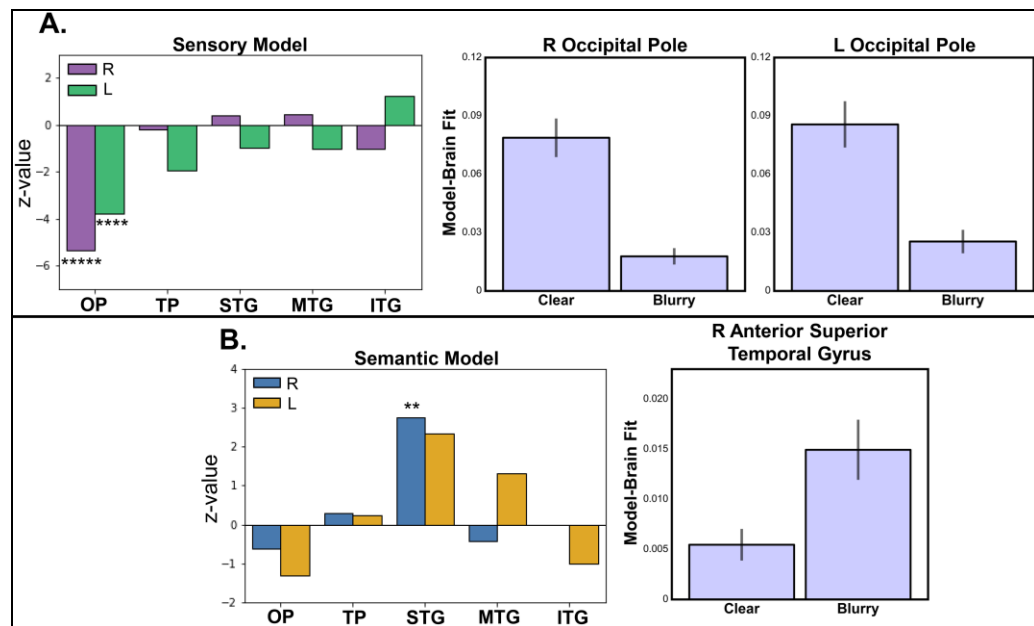 A.
Sensory Model
R
L
z-value
2
0
−2
−4
−6
*****
****
OP TP STG MTG ITG
R Occipital Pole
Model-Brain Fit
0.12
0.09
0.06
0.03
0
Clear Blurry
L Occipital Pole
0.12
0.09
0.06
0.03
0
Clear Blurry
B.
Semantic Model
R
L
z-value
4
3
2
1
0
−1
−2
**
OP TP STG MTG ITG
R Anterior Superior
Temporal Gyrus
Model-Brain Fit
0.020
0.015
0.010
0.005
0
Clear Blurry